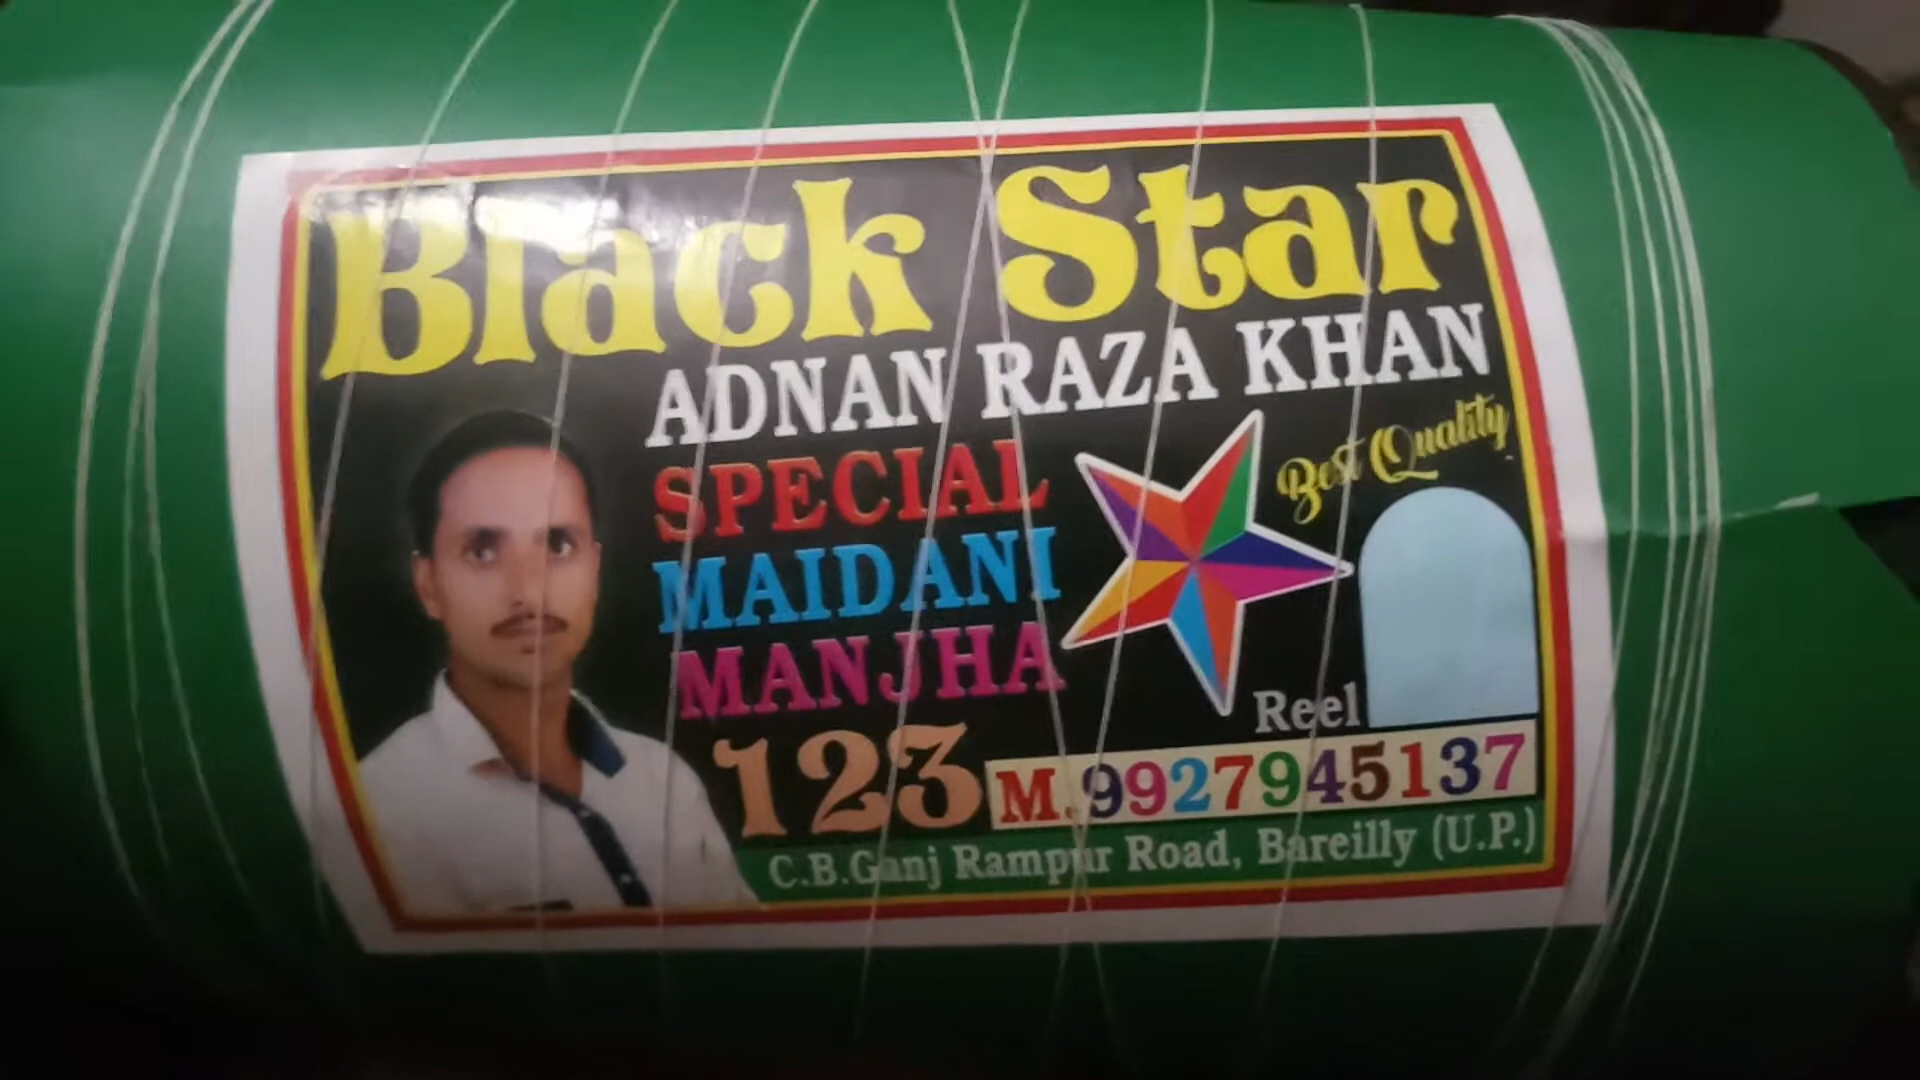 Black Star
ADNAN RAZA KHAN
SPECIAL
MAIDANI
MANJHA
123
Best Quality
Reel
M.9927945137
C.B.Ganj Rampur Road, Bareilly (U.P.)